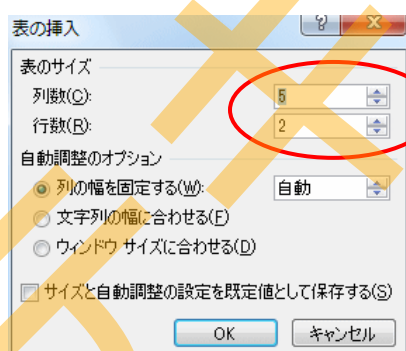 表の挿入
表のサイズ
列数(C): 5
行数(R): 2
自動調整のオプション
列の幅を固定する(W): 自動
文字列の幅に合わせる(F)
ウィンドウ サイズに合わせる(D)
サイズと自動調整の設定を既定値として保存する(S)
OK キャンセル